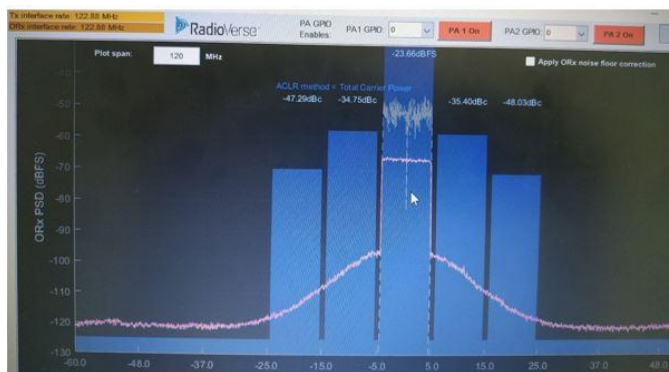 Tx interface rate: 122.88 MHz
ORx interface rate: 122.88 MHz
RadioVerse
PA GPIO Enables:
PA1 GPIO: 0
PA 1 On
PA2 GPIO: 0
PA 2 On
Plot span: 120 MHz
-23.66dBFS
Apply ORx noise floor correction
ACLR method = Total Carrier Power
-47.29dBc -34.75dBc -35.40dBc -48.03dBc
ORx PSD (dBFS)
-40
-50
-60
-70
-80
-90
-100
-110
-120
-130
-60.0 -48.0 -37.0 -25.0 -15.0 -5.0 5.0 15.0 25.0 37.0 48.0